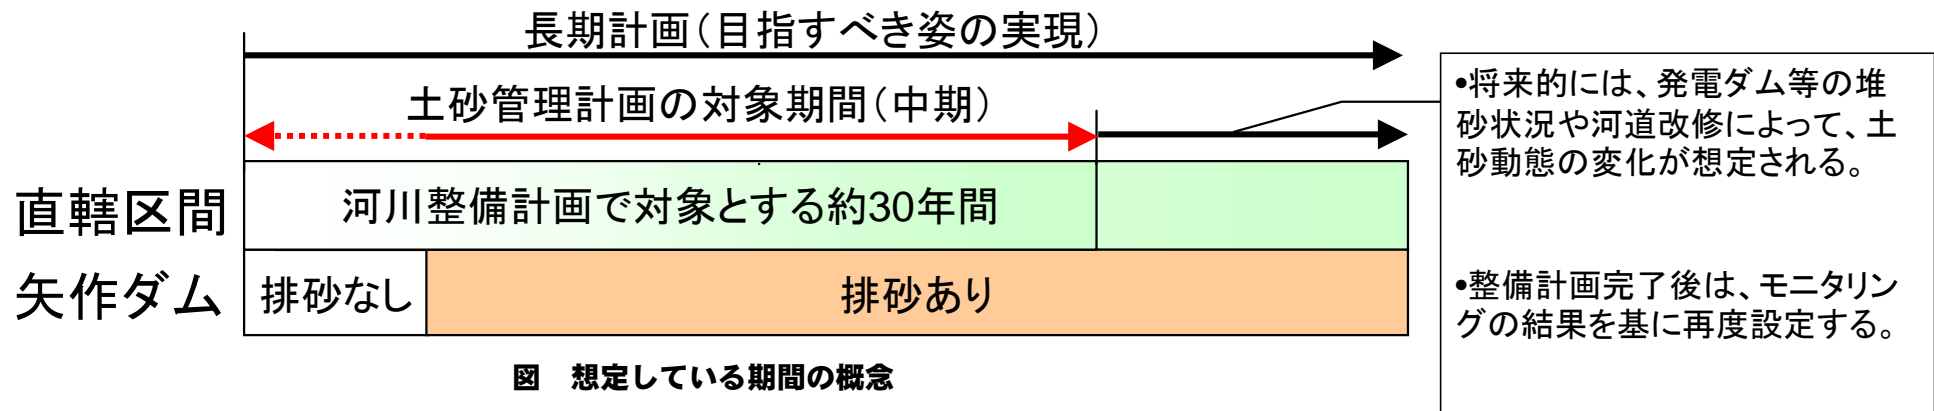 長期計画（目指すべき姿の実現）
土砂管理計画の対象期間（中期）
直轄区間
河川整備計画で対象とする約30年間
矢作ダム
排砂なし
排砂あり
•将来的には、発電ダム等の堆
砂状況や河道改修によって、土
砂動態の変化が想定される。
•整備計画完了後は、モニタリン
グの結果を基に再度設定する。
図　想定している期間の概念